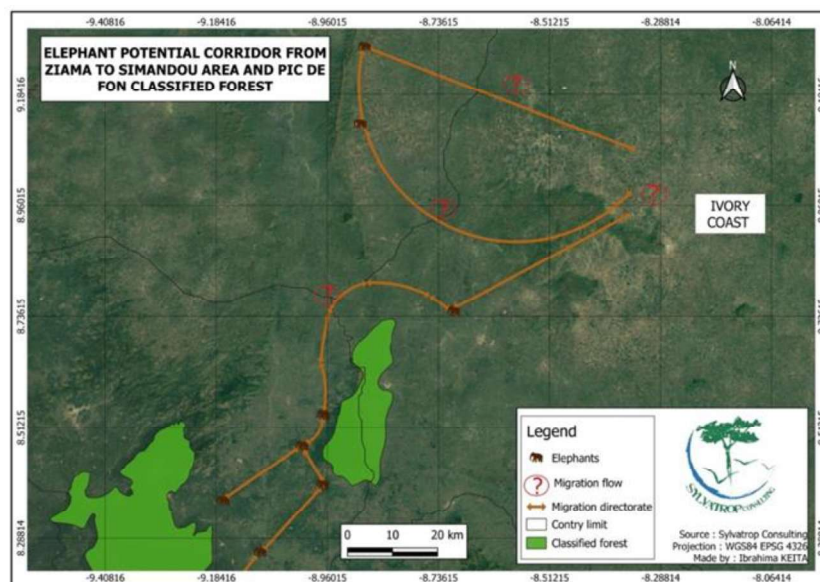 -9.40816 -9.18416 -8.96015 -8.73615 -8.51215 -8.28814 -8.06414
ELEPHANT POTENTIAL CORRIDOR FROM
ZIAMA TO SIMANDOU AREA AND PIC DE
FON CLASSIFIED FOREST
N
9.18416
9.18416
?
8.96015
?
?
IVORY
COAST
8.73615
?
8.51215
Legend
Elephants
? Migration flow
Migration directorate
Contry limit
Classified forest
SYLVATROP CONSULTING
Source : Sylvatrop Consulting
Projection : WGS84 EPSG 4326
Made by : Ibrahima KEITA
8.28814
0 10 20 km
-9.40816 -9.18416 -8.96015 -8.73615 -8.51215 -8.28814 -8.06414